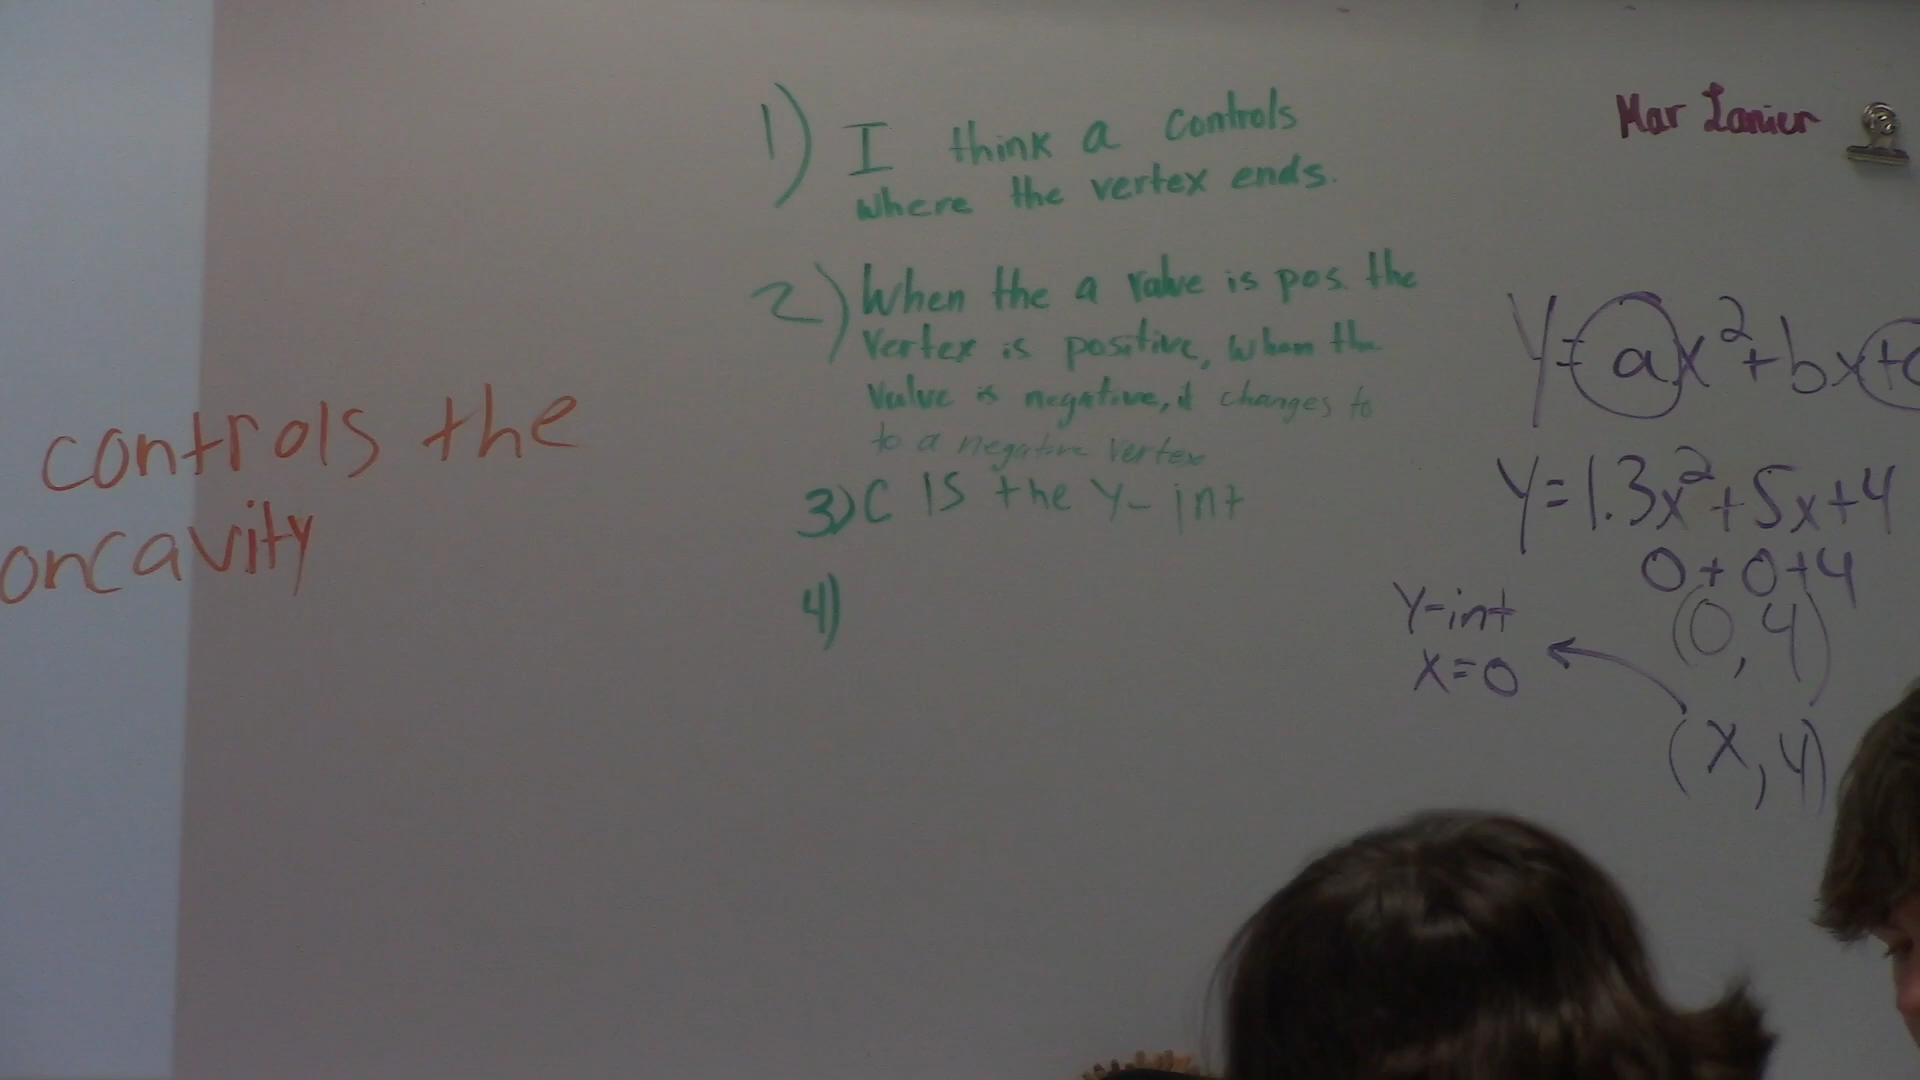 controls the
oncavity
1) I think a controls
where the vertex ends.
2) When the a value is pos. the
vertex is positive, when the
value is negative, it changes to
to a negative vertex
3) C IS the Y-int
4)
Mar Lanier
Y=ax²+bx+c
Y=1.3x²+5x+4
0+0+4
(0,4)
Y-int
X=0
(X,4)